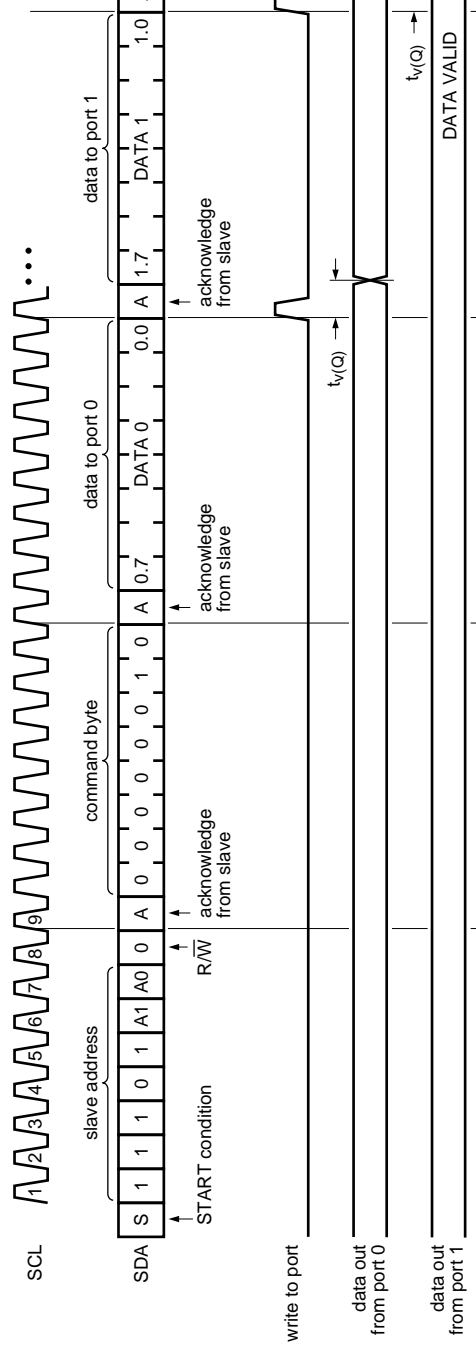 SCL 1 2 3 4 5 6 7 8 9 •••
slave address command byte data to port 0 data to port 1
SDA S 1 1 1 0 1 A1 A0 0 A 0 0 0 0 0 0 1 0 A 0.7 DATA 0 0.0 A 1.7 DATA 1 1.0
START condition
R/W̅
acknowledge
from slave
acknowledge
from slave
acknowledge
from slave
write to port
tv(Q)
data out
from port 0
tv(Q)
data out
from port 1
DATA VALID